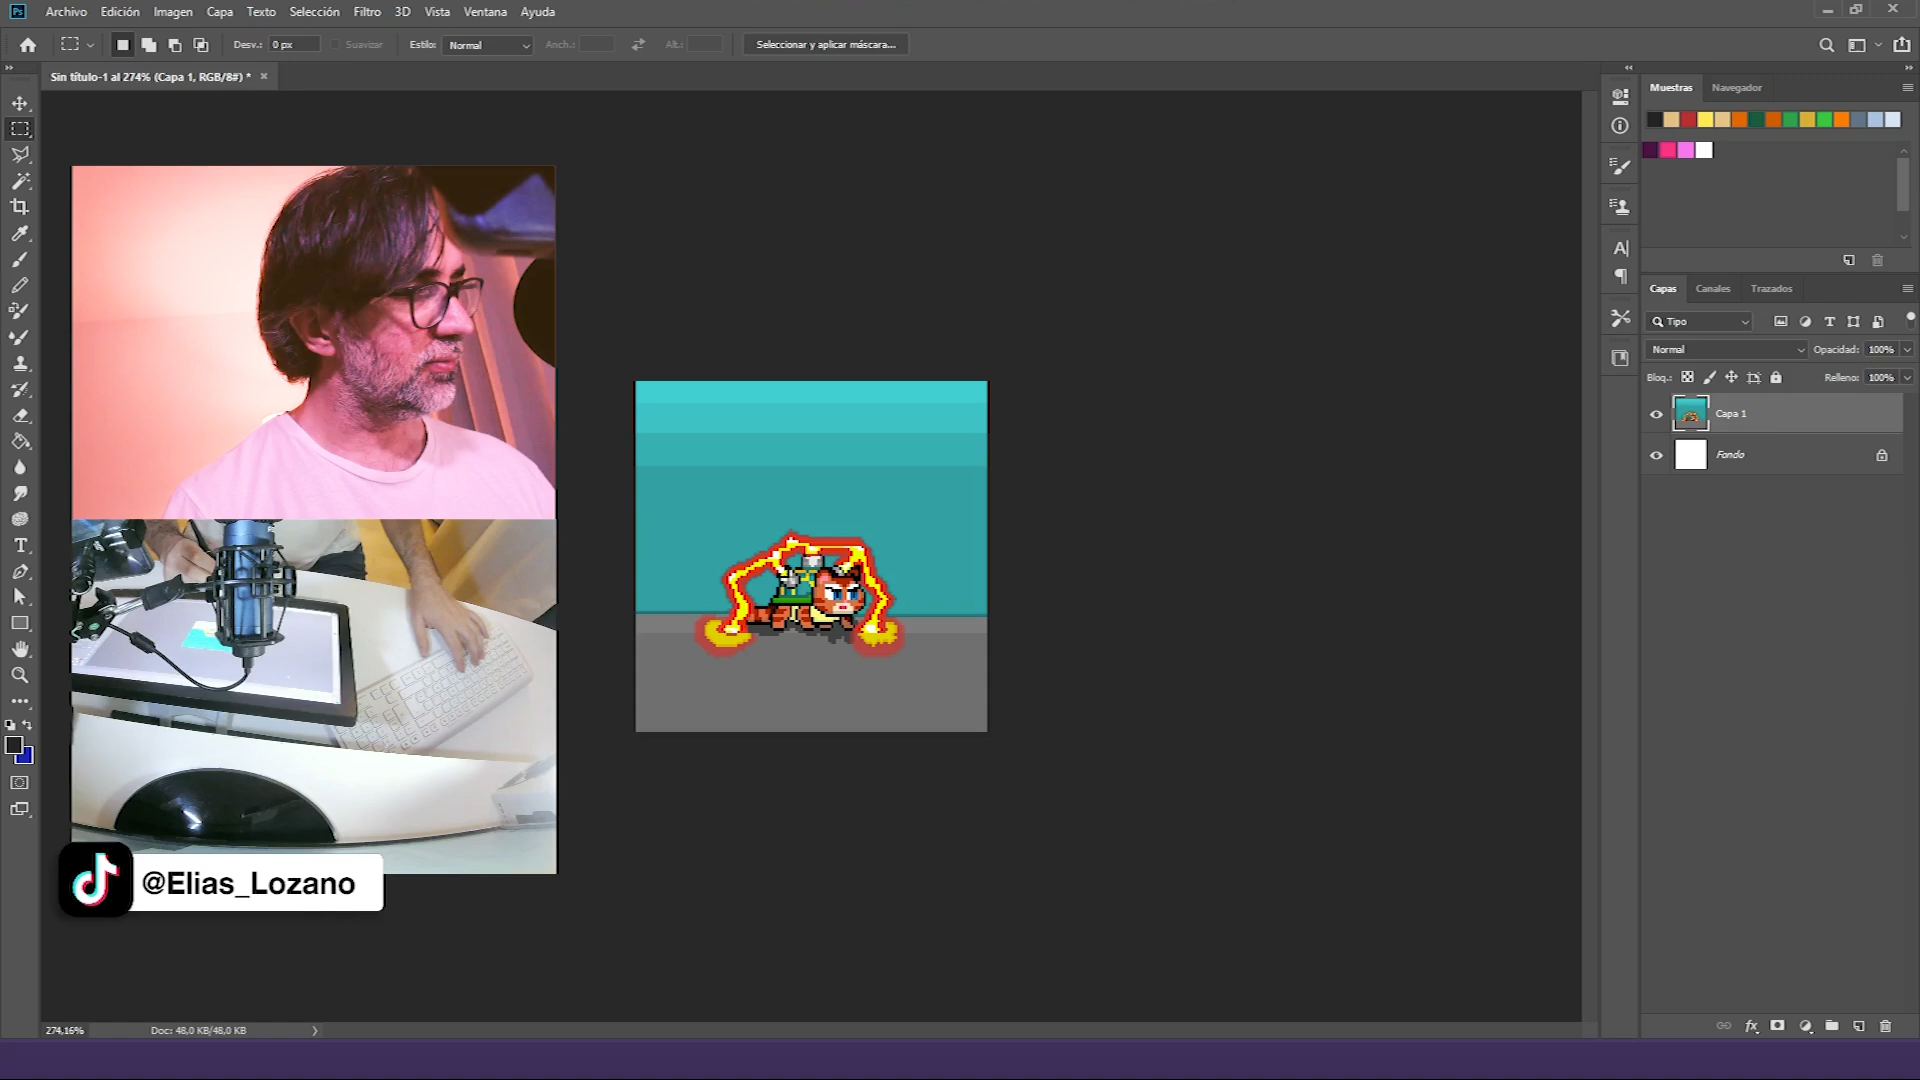 Ps Archivo Edición Imagen Capa Texto Selección Filtro 3D Vista Ventana Ayuda
Desv.: 0 px Suavizar Estilo: Normal Anch.: Alt.: Seleccionar y aplicar máscara...
Sin título-1 al 274% (Capa 1, RGB/8#) *
Muestras Navegador
Capas Canales Trazados
Tipo
Normal Opacidad: 100%
Bloq.: Relleno: 100%
Capa 1
Fondo
@Elias_Lozano
274,16% Doc: 48,0 KB/48,0 KB